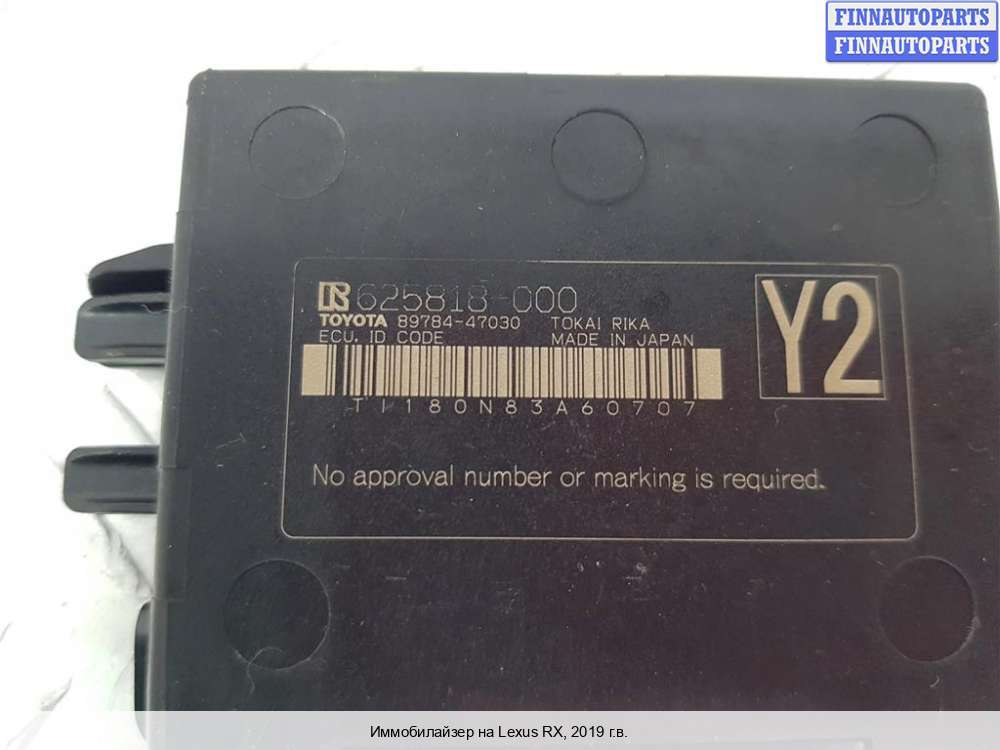 FINNAUTOPARTS
FINNAUTOPARTS
625818-000
TOYOTA 89784-47030 TOKAI RIKA
ECU. ID CODE MADE IN JAPAN
Y2
TI180N83A60707
No approval number or marking is required.
Иммобилайзер на Lexus RX, 2019 г.в.